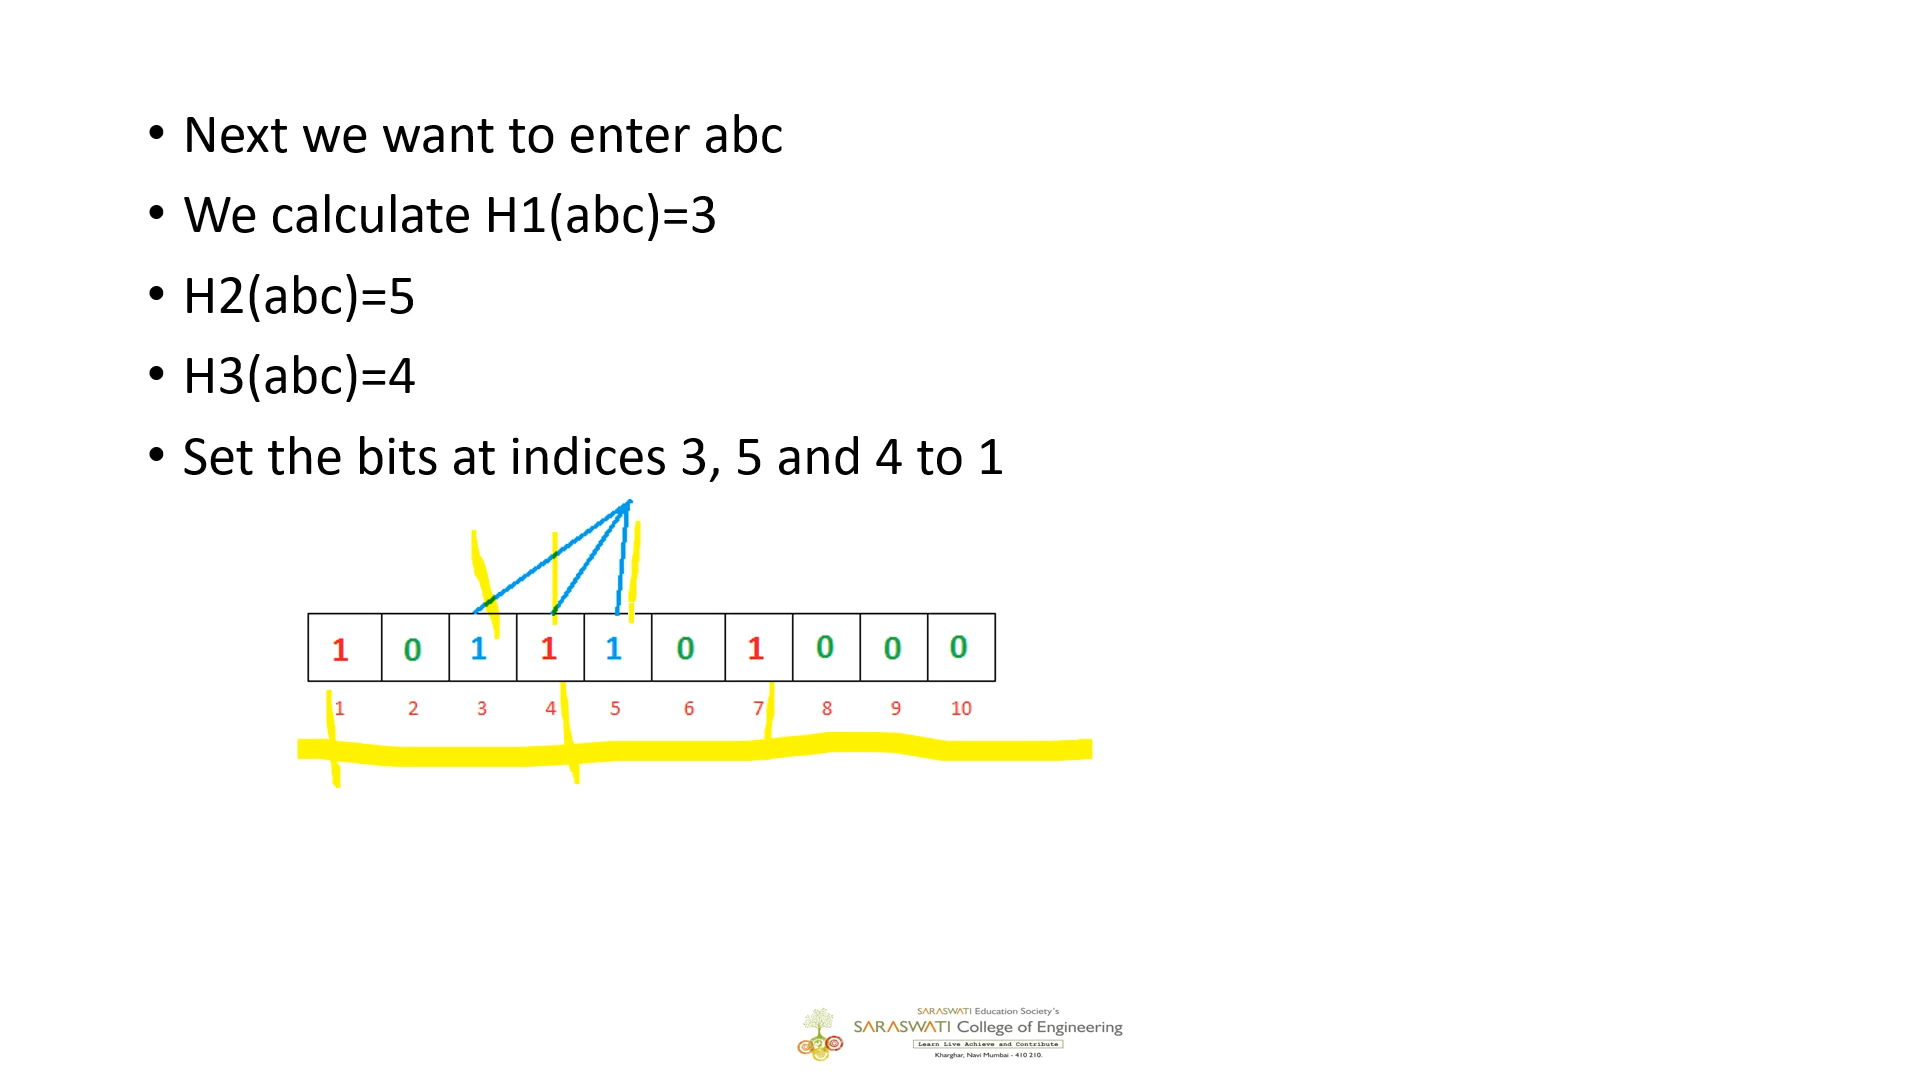 • Next we want to enter abc
• We calculate H1(abc)=3
• H2(abc)=5
• H3(abc)=4
• Set the bits at indices 3, 5 and 4 to 1
1 0 1 1 1 0 1 0 0 0
1 2 3 4 5 6 7 8 9 10
SARASWATI Education Society's
SARASWATI College of Engineering
Learn Live Achieve and Contribute
Kharghar, Navi Mumbai - 410 210.